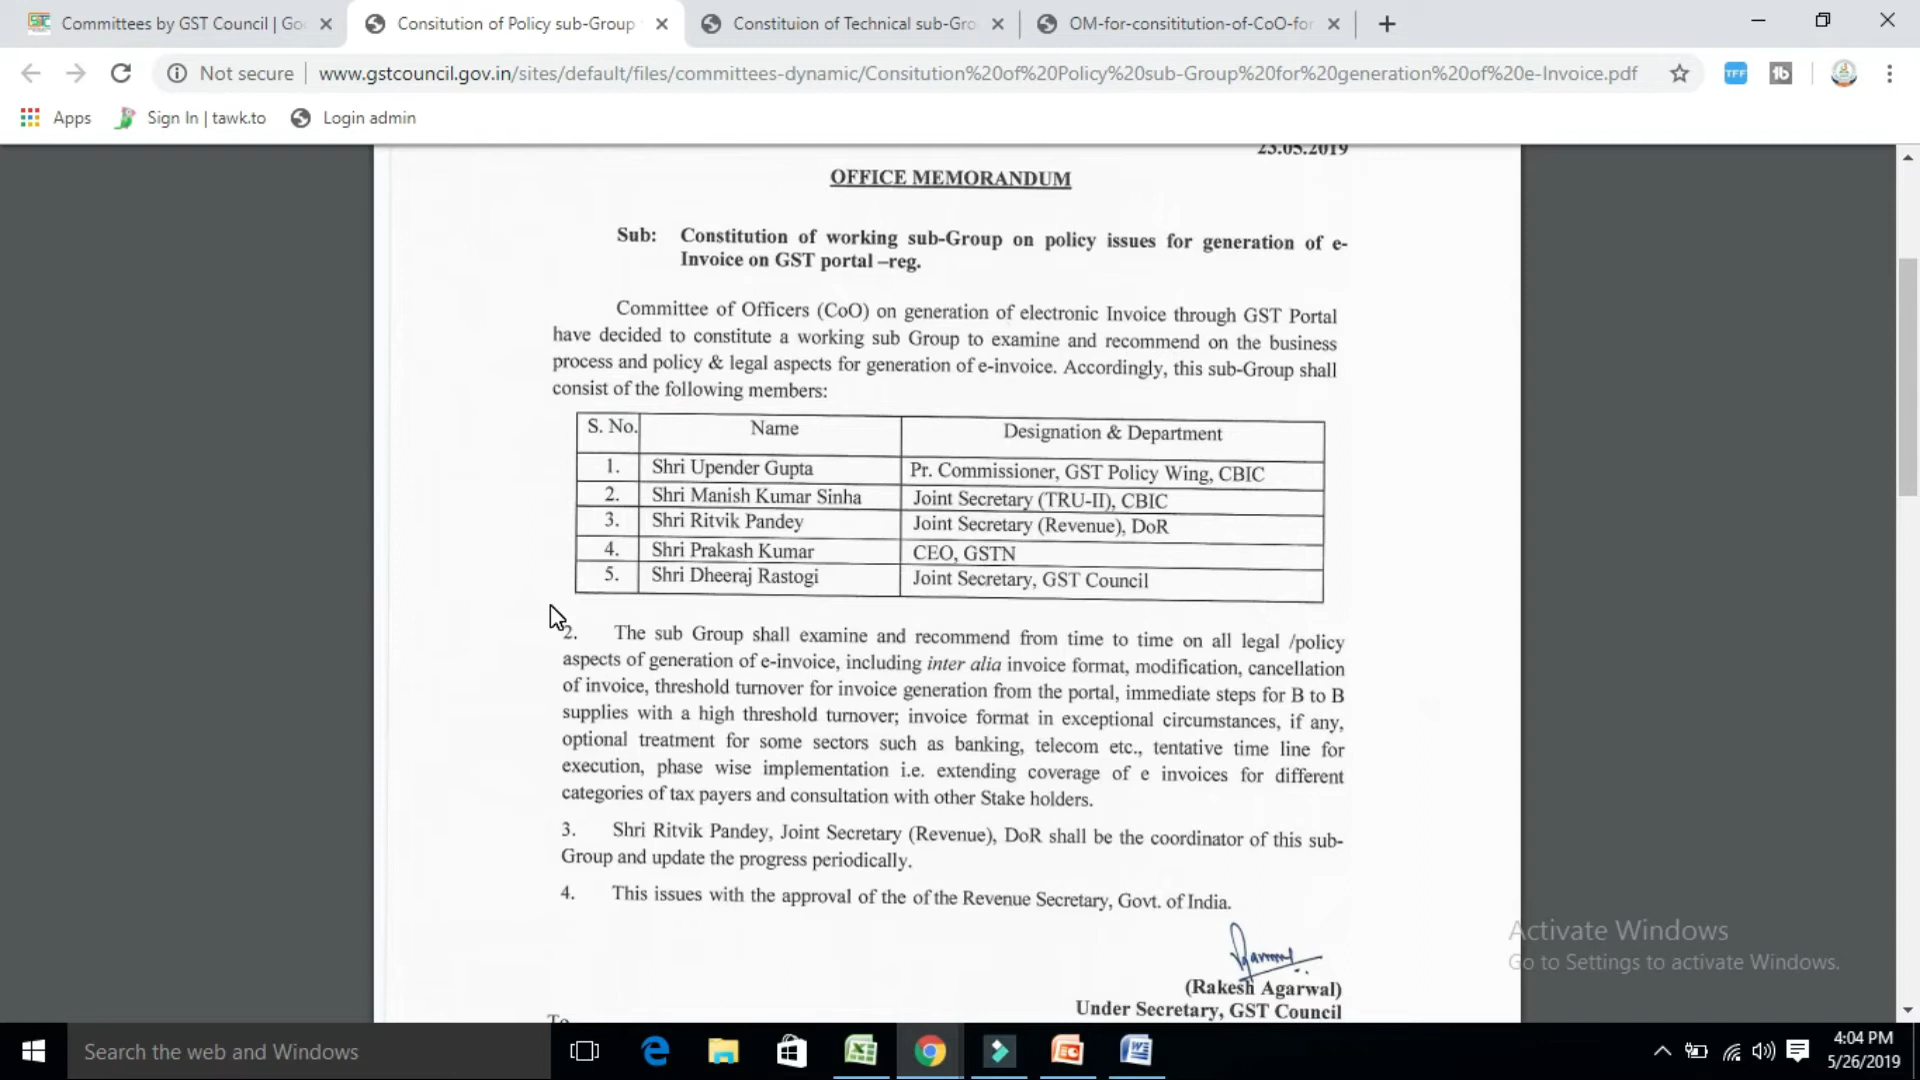 Committees by GST Council | Go
Consitution of Policy sub-Group
Constituion of Technical sub-Gro
OM-for-consititution-of-CoO-for
Not secure
www.gstcouncil.gov.in/sites/default/files/committees-dynamic/Consitution%20of%20Policy%20sub-Group%20for%20generation%20of%20e-Invoice.pdf
TFF
Apps
Sign In | tawk.to
Login admin
23.05.2019
OFFICE MEMORANDUM
Sub: Constitution of working sub-Group on policy issues for generation of e-
Invoice on GST portal –reg.
Committee of Officers (CoO) on generation of electronic Invoice through GST Portal
have decided to constitute a working sub Group to examine and recommend on the business
process and policy & legal aspects for generation of e-invoice. Accordingly, this sub-Group shall
consist of the following members:
S. No. Name Designation & Department
1. Shri Upender Gupta Pr. Commissioner, GST Policy Wing, CBIC
2. Shri Manish Kumar Sinha Joint Secretary (TRU-II), CBIC
3. Shri Ritvik Pandey Joint Secretary (Revenue), DoR
4. Shri Prakash Kumar CEO, GSTN
5. Shri Dheeraj Rastogi Joint Secretary, GST Council
2. The sub Group shall examine and recommend from time to time on all legal /policy
aspects of generation of e-invoice, including inter alia invoice format, modification, cancellation
of invoice, threshold turnover for invoice generation from the portal, immediate steps for B to B
supplies with a high threshold turnover; invoice format in exceptional circumstances, if any,
optional treatment for some sectors such as banking, telecom etc., tentative time line for
execution, phase wise implementation i.e. extending coverage of e invoices for different
categories of tax payers and consultation with other Stake holders.
3. Shri Ritvik Pandey, Joint Secretary (Revenue), DoR shall be the coordinator of this sub-
Group and update the progress periodically.
4. This issues with the approval of the of the Revenue Secretary, Govt. of India.
(Rakesh Agarwal)
Under Secretary, GST Council
To
Activate Windows
Go to Settings to activate Windows.
Search the web and Windows
4:04 PM
5/26/2019